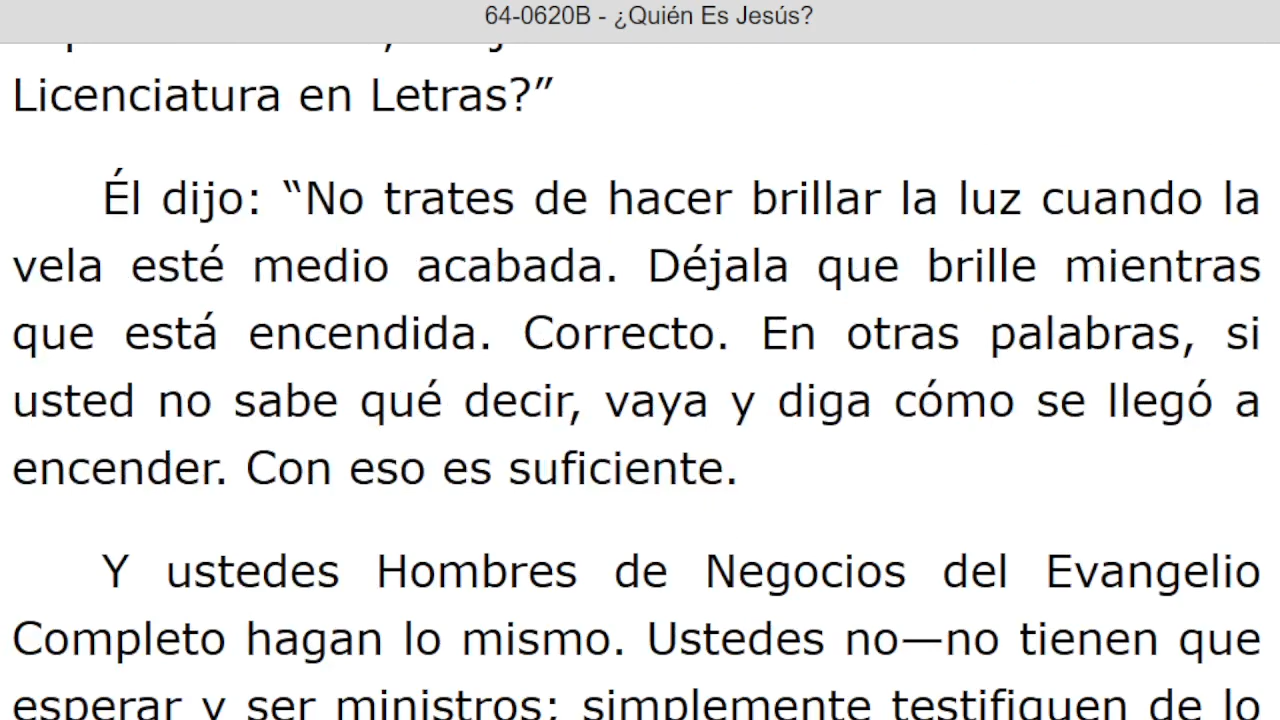 64-0620B - ¿Quién Es Jesús?
Licenciatura en Letras?”
Él dijo: “No trates de hacer brillar la luz cuando la
vela esté medio acabada. Déjala que brille mientras
que está encendida. Correcto. En otras palabras, si
usted no sabe qué decir, vaya y diga cómo se llegó a
encender. Con eso es suficiente.
Y ustedes Hombres de Negocios del Evangelio
Completo hagan lo mismo. Ustedes no—no tienen que
esperar y ser ministros; simplemente testifiquen de lo